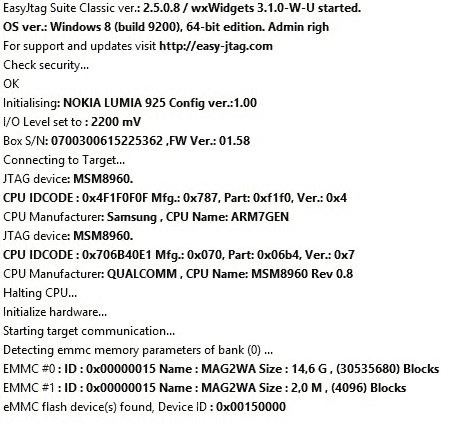 EasyJtag Suite Classic ver.: 2.5.0.8 / wxWidgets 3.1.0-W-U started.
OS ver.: Windows 8 (build 9200), 64-bit edition. Admin righ
For support and updates visit http://easy-jtag.com
Check security...
OK
Initialising: NOKIA LUMIA 925 Config ver.:1.00
I/O Level set to : 2200 mV
Box S/N: 0700300615225362 ,FW Ver.: 01.58
Connecting to Target...
JTAG device: MSM8960.
CPU IDCODE : 0x4F1F0F0F Mfg.: 0x787, Part: 0xf1f0, Ver.: 0x4
CPU Manufacturer: Samsung , CPU Name: ARM7GEN
JTAG device: MSM8960.
CPU IDCODE : 0x706B40E1 Mfg.: 0x070, Part: 0x06b4, Ver.: 0x7
CPU Manufacturer: QUALCOMM , CPU Name: MSM8960 Rev 0.8
Halting CPU...
Initialize hardware...
Starting target communication...
Detecting emmc memory parameters of bank (0) ...
EMMC #0 : ID : 0x00000015 Name : MAG2WA Size : 14,6 G , (30535680) Blocks
EMMC #1 : ID : 0x00000015 Name : MAG2WA Size : 2,0 M , (4096) Blocks
eMMC flash device(s) found, Device ID : 0x00150000